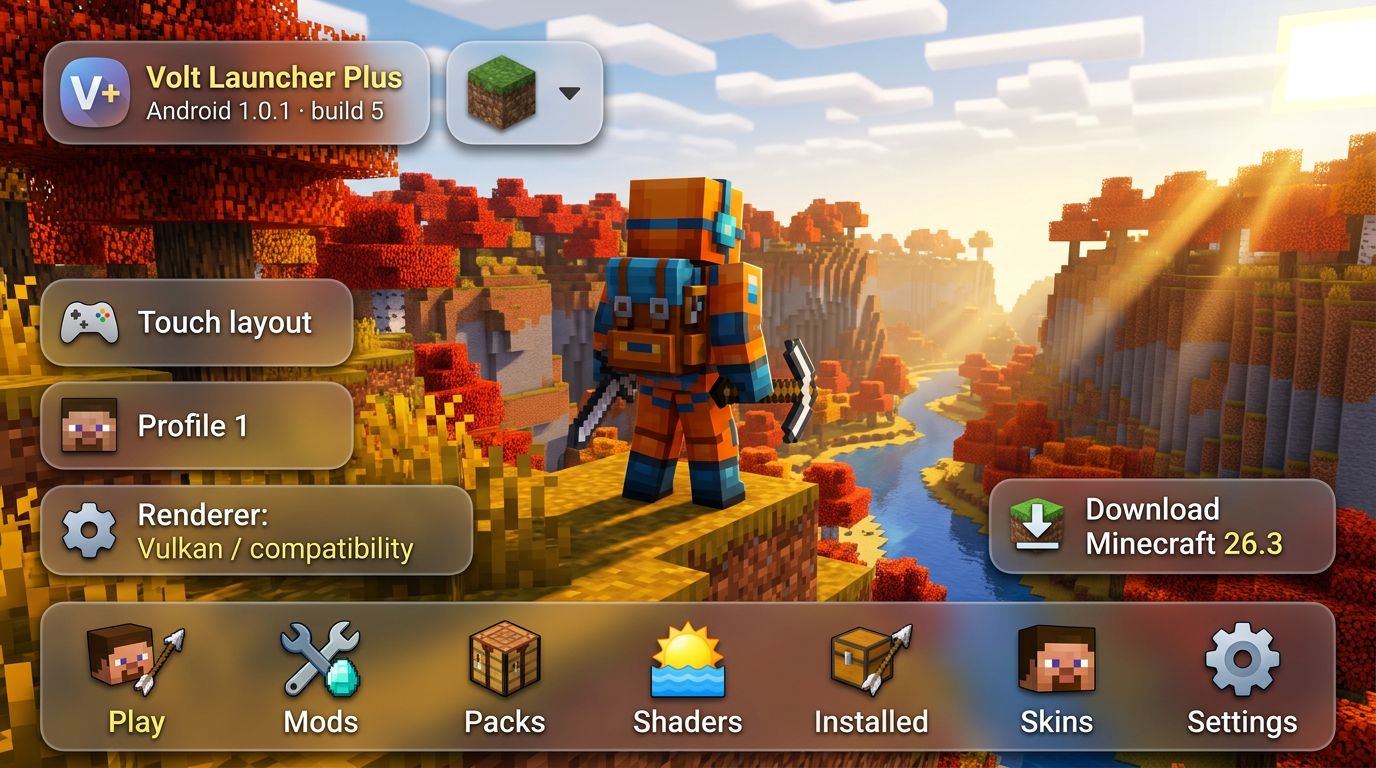 V+
Volt Launcher Plus
Android 1.0.1 · build 5
Touch layout
Profile 1
Renderer:
Vulkan / compatibility
Download
Minecraft 26.3
Play
Mods
Packs
Shaders
Installed
Skins
Settings